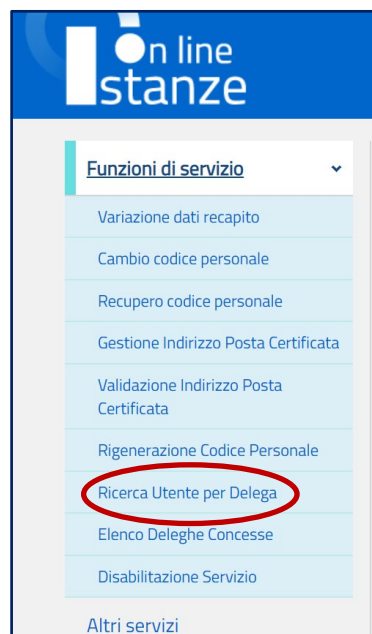 On line
Istanze
Funzioni di servizio
Variazione dati recapito
Cambio codice personale
Recupero codice personale
Gestione Indirizzo Posta Certificata
Validazione Indirizzo Posta
Certificata
Rigenerazione Codice Personale
Ricerca Utente per Delega
Elenco Deleghe Concesse
Disabilitazione Servizio
Altri servizi